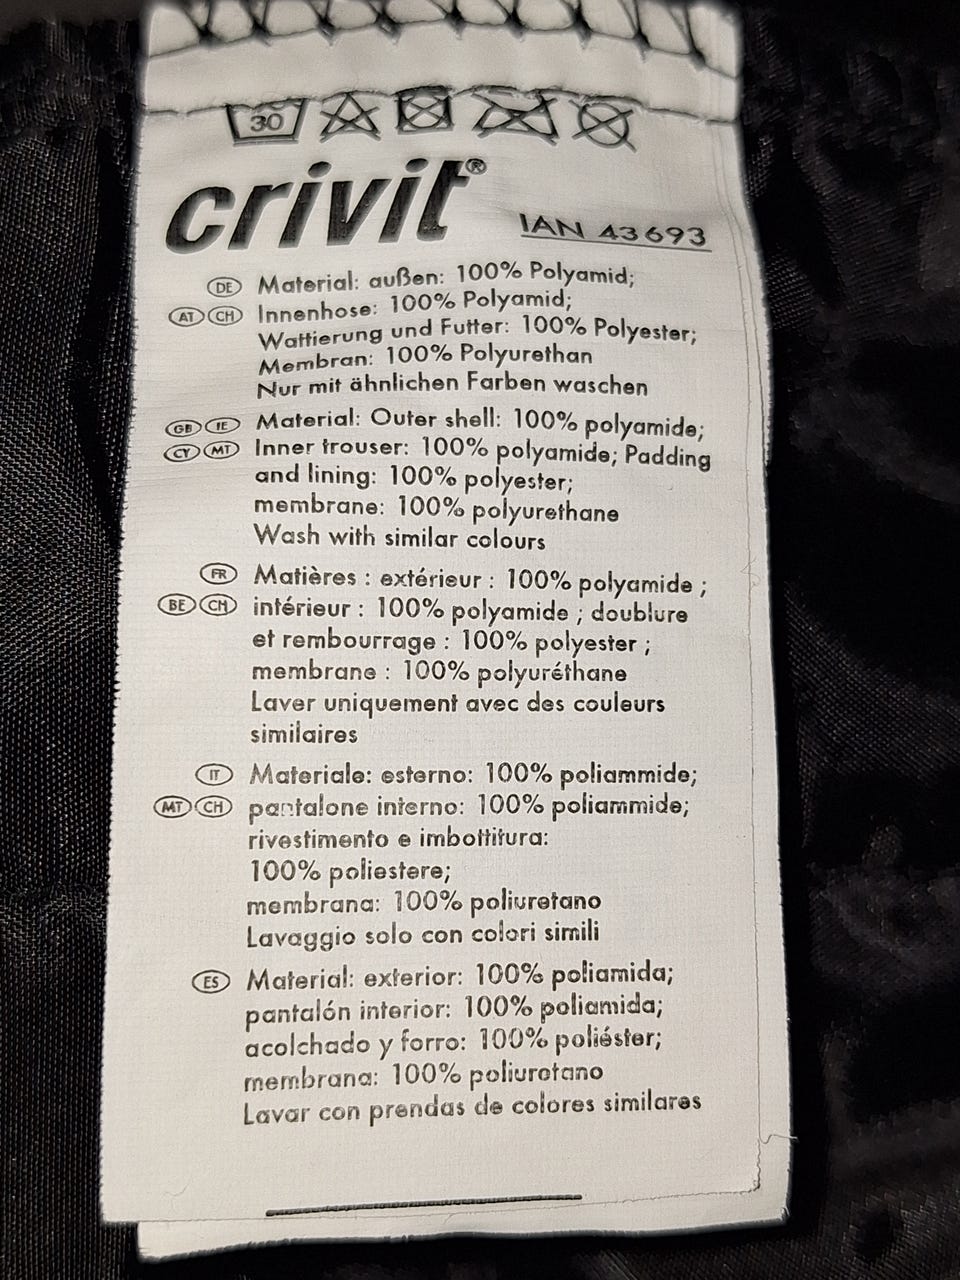 30
crivit®
IAN 43693
DE Material: außen: 100% Polyamid;
AT CH Innenhose: 100% Polyamid;
Wattierung und Futter: 100% Polyester;
Membran: 100% Polyurethan
Nur mit ähnlichen Farben waschen
GB IE Material: Outer shell: 100% polyamide;
CY MT Inner trouser: 100% polyamide; Padding
and lining: 100% polyester;
membrane: 100% polyurethane
Wash with similar colours
FR Matières : extérieur : 100% polyamide ;
BE CH intérieur : 100% polyamide ; doublure
et rembourrage : 100% polyester ;
membrane : 100% polyuréthane
Laver uniquement avec des couleurs
similaires
IT Materiale: esterno: 100% poliammide;
MT CH pantalone interno: 100% poliammide;
rivestimento e imbottitura:
100% poliestere;
membrana: 100% poliuretano
Lavaggio solo con colori simili
ES Material: exterior: 100% poliamida;
pantalón interior: 100% poliamida;
acolchado y forro: 100% poliéster;
membrana: 100% poliuretano
Lavar con prendas de colores similares